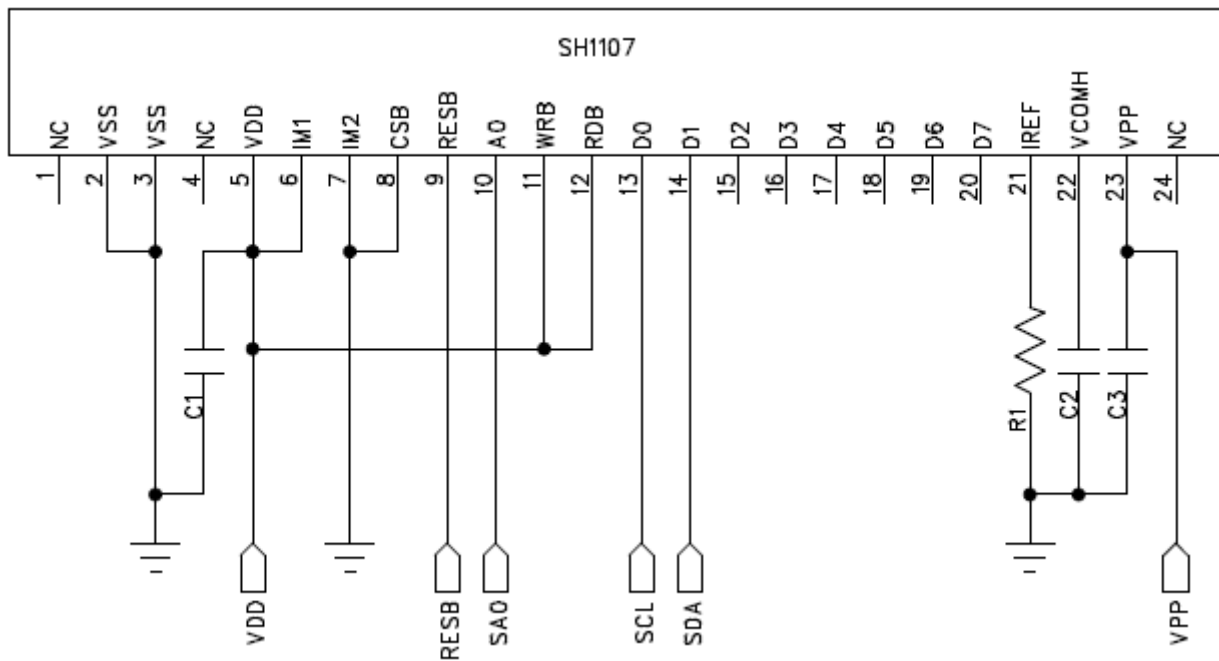 SH1107
NC VSS VSS NC VDD IM1 IM2 CSB RESB A0 WRB RDB D0 D1 D2 D3 D4 D5 D6 D7 IREF VCOMH VPP NC
1 2 3 4 5 6 7 8 9 10 11 12 13 14 15 16 17 18 19 20 21 22 23 24
C1 R1 C2 C3
VDD RESB SA0 SCL SDA VPP